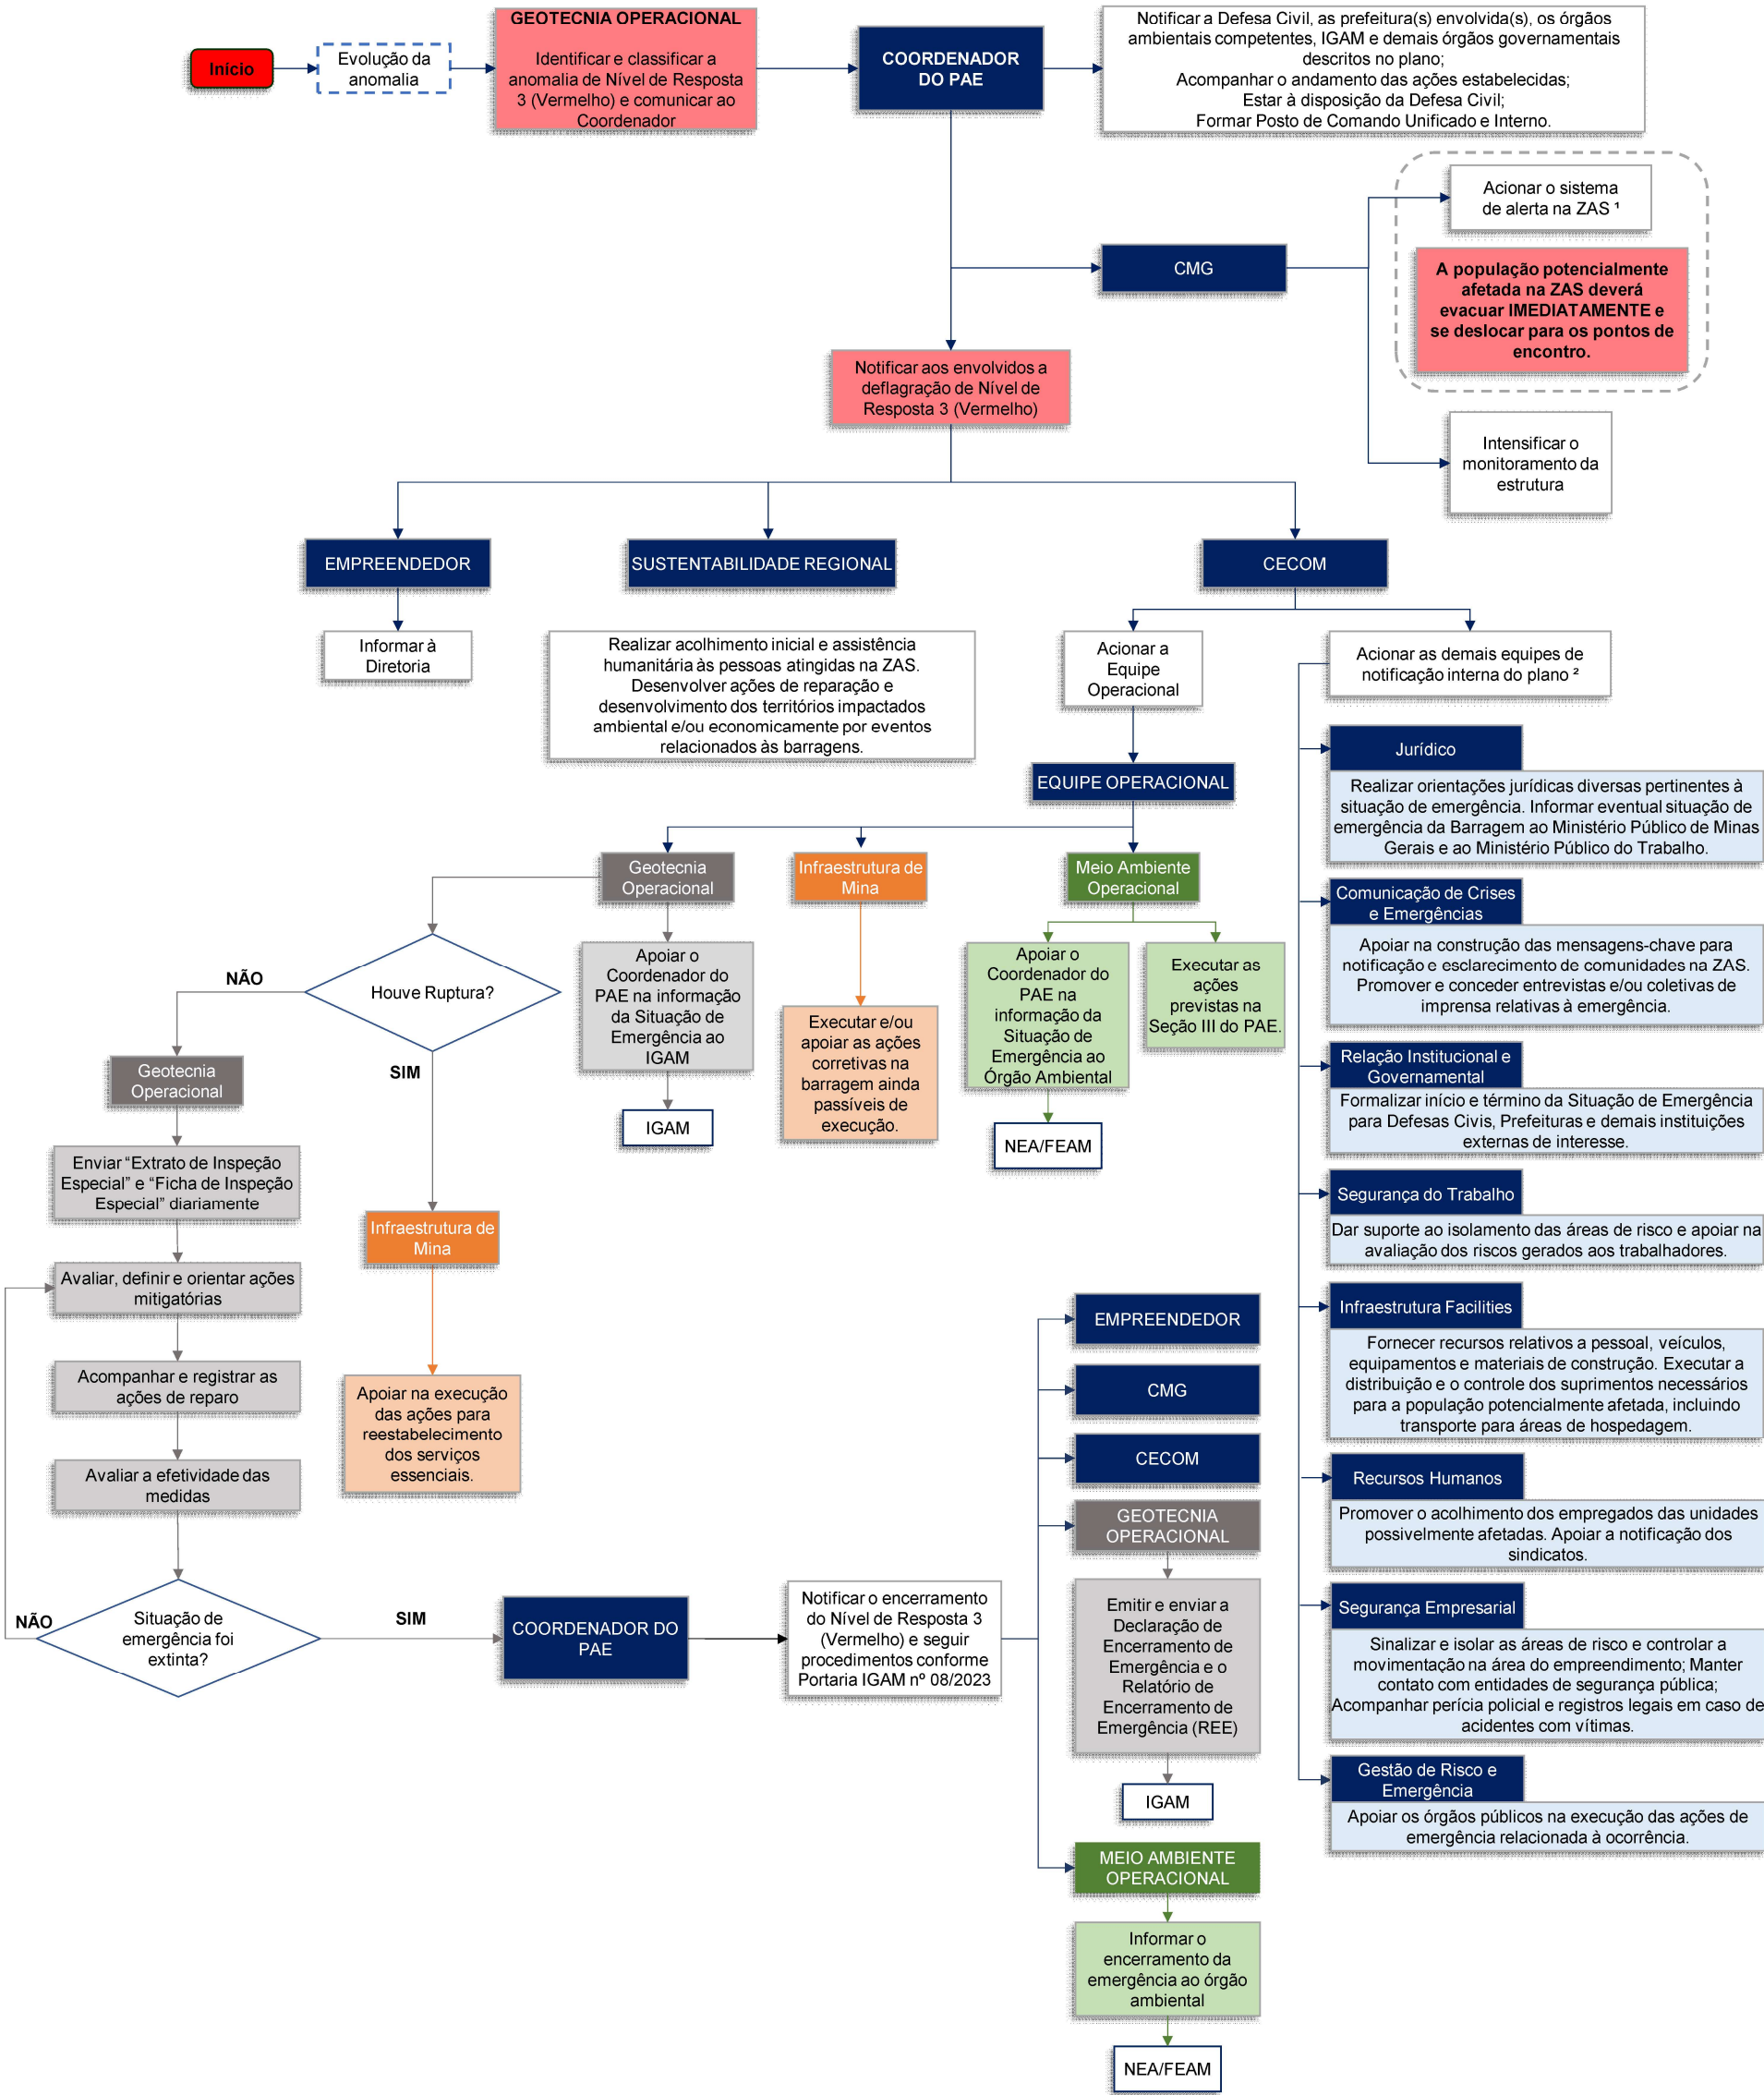 Início
Evolução da
anomalia
GEOTECNIA OPERACIONAL
Identificar e classificar a
anomalia de Nível de Resposta
3 (Vermelho) e comunicar ao
Coordenador
COORDENADOR
DO PAE
Notificar a Defesa Civil, as prefeitura(s) envolvida(s), os órgãos
ambientais competentes, IGAM e demais órgãos governamentais
descritos no plano;
Acompanhar o andamento das ações estabelecidas;
Estar à disposição da Defesa Civil;
Formar Posto de Comando Unificado e Interno.
CMG
Acionar o sistema
de alerta na ZAS ¹
A população potencialmente
afetada na ZAS deverá
evacuar IMEDIATAMENTE e
se deslocar para os pontos de
encontro.
Intensificar o
monitoramento da
estrutura
Notificar aos envolvidos a
deflagração de Nível de
Resposta 3 (Vermelho)
EMPREENDEDOR
SUSTENTABILIDADE REGIONAL
CECOM
Informar à
Diretoria
Realizar acolhimento inicial e assistência
humanitária às pessoas atingidas na ZAS.
Desenvolver ações de reparação e
desenvolvimento dos territórios impactados
ambiental e/ou economicamente por eventos
relacionados às barragens.
Acionar a
Equipe
Operacional
Acionar as demais equipes de
notificação interna do plano ²
EQUIPE OPERACIONAL
Geotecnia
Operacional
Infraestrutura de
Mina
Meio Ambiente
Operacional
Houve Ruptura?
NÃO
SIM
Apoiar o
Coordenador do
PAE na informação
da Situação de
Emergência ao
IGAM
IGAM
Executar e/ou
apoiar as ações
corretivas na
barragem ainda
passíveis de
execução.
Apoiar o
Coordenador do
PAE na
informação da
Situação de
Emergência ao
Órgão Ambiental
NEA/FEAM
Executar as
ações
previstas na
Seção III do PAE.
Geotecnia
Operacional
Enviar “Extrato de Inspeção
Especial” e “Ficha de Inspeção
Especial” diariamente
Avaliar, definir e orientar ações
mitigatórias
Acompanhar e registrar as
ações de reparo
Avaliar a efetividade das
medidas
Situação de
emergência foi
extinta?
NÃO
SIM
Infraestrutura de
Mina
Apoiar na execução
das ações para
reestabelecimento
dos serviços
essenciais.
COORDENADOR DO
PAE
Notificar o encerramento
do Nível de Resposta 3
(Vermelho) e seguir
procedimentos conforme
Portaria IGAM nº 08/2023
EMPREENDEDOR
CMG
CECOM
GEOTECNIA
OPERACIONAL
Emitir e enviar a
Declaração de
Encerramento de
Emergência e o
Relatório de
Encerramento de
Emergência (REE)
IGAM
MEIO AMBIENTE
OPERACIONAL
Informar o
encerramento da
emergência ao órgão
ambiental
NEA/FEAM
Jurídico
Realizar orientações jurídicas diversas pertinentes à
situação de emergência. Informar eventual situação de
emergência da Barragem ao Ministério Público de Minas
Gerais e ao Ministério Público do Trabalho.
Comunicação de Crises
e Emergências
Apoiar na construção das mensagens-chave para
notificação e esclarecimento de comunidades na ZAS.
Promover e conceder entrevistas e/ou coletivas de
imprensa relativas à emergência.
Relação Institucional e
Governamental
Formalizar início e término da Situação de Emergência
para Defesas Civis, Prefeituras e demais instituições
externas de interesse.
Segurança do Trabalho
Dar suporte ao isolamento das áreas de risco e apoiar na
avaliação dos riscos gerados aos trabalhadores.
Infraestrutura Facilities
Fornecer recursos relativos a pessoal, veículos,
equipamentos e materiais de construção. Executar a
distribuição e o controle dos suprimentos necessários
para a população potencialmente afetada, incluindo
transporte para áreas de hospedagem.
Recursos Humanos
Promover o acolhimento dos empregados das unidades
possivelmente afetadas. Apoiar a notificação dos
sindicatos.
Segurança Empresarial
Sinalizar e isolar as áreas de risco e controlar a
movimentação na área do empreendimento; Manter
contato com entidades de segurança pública;
Acompanhar perícia policial e registros legais em caso de
acidentes com vítimas.
Gestão de Risco e
Emergência
Apoiar os órgãos públicos na execução das ações de
emergência relacionada à ocorrência.